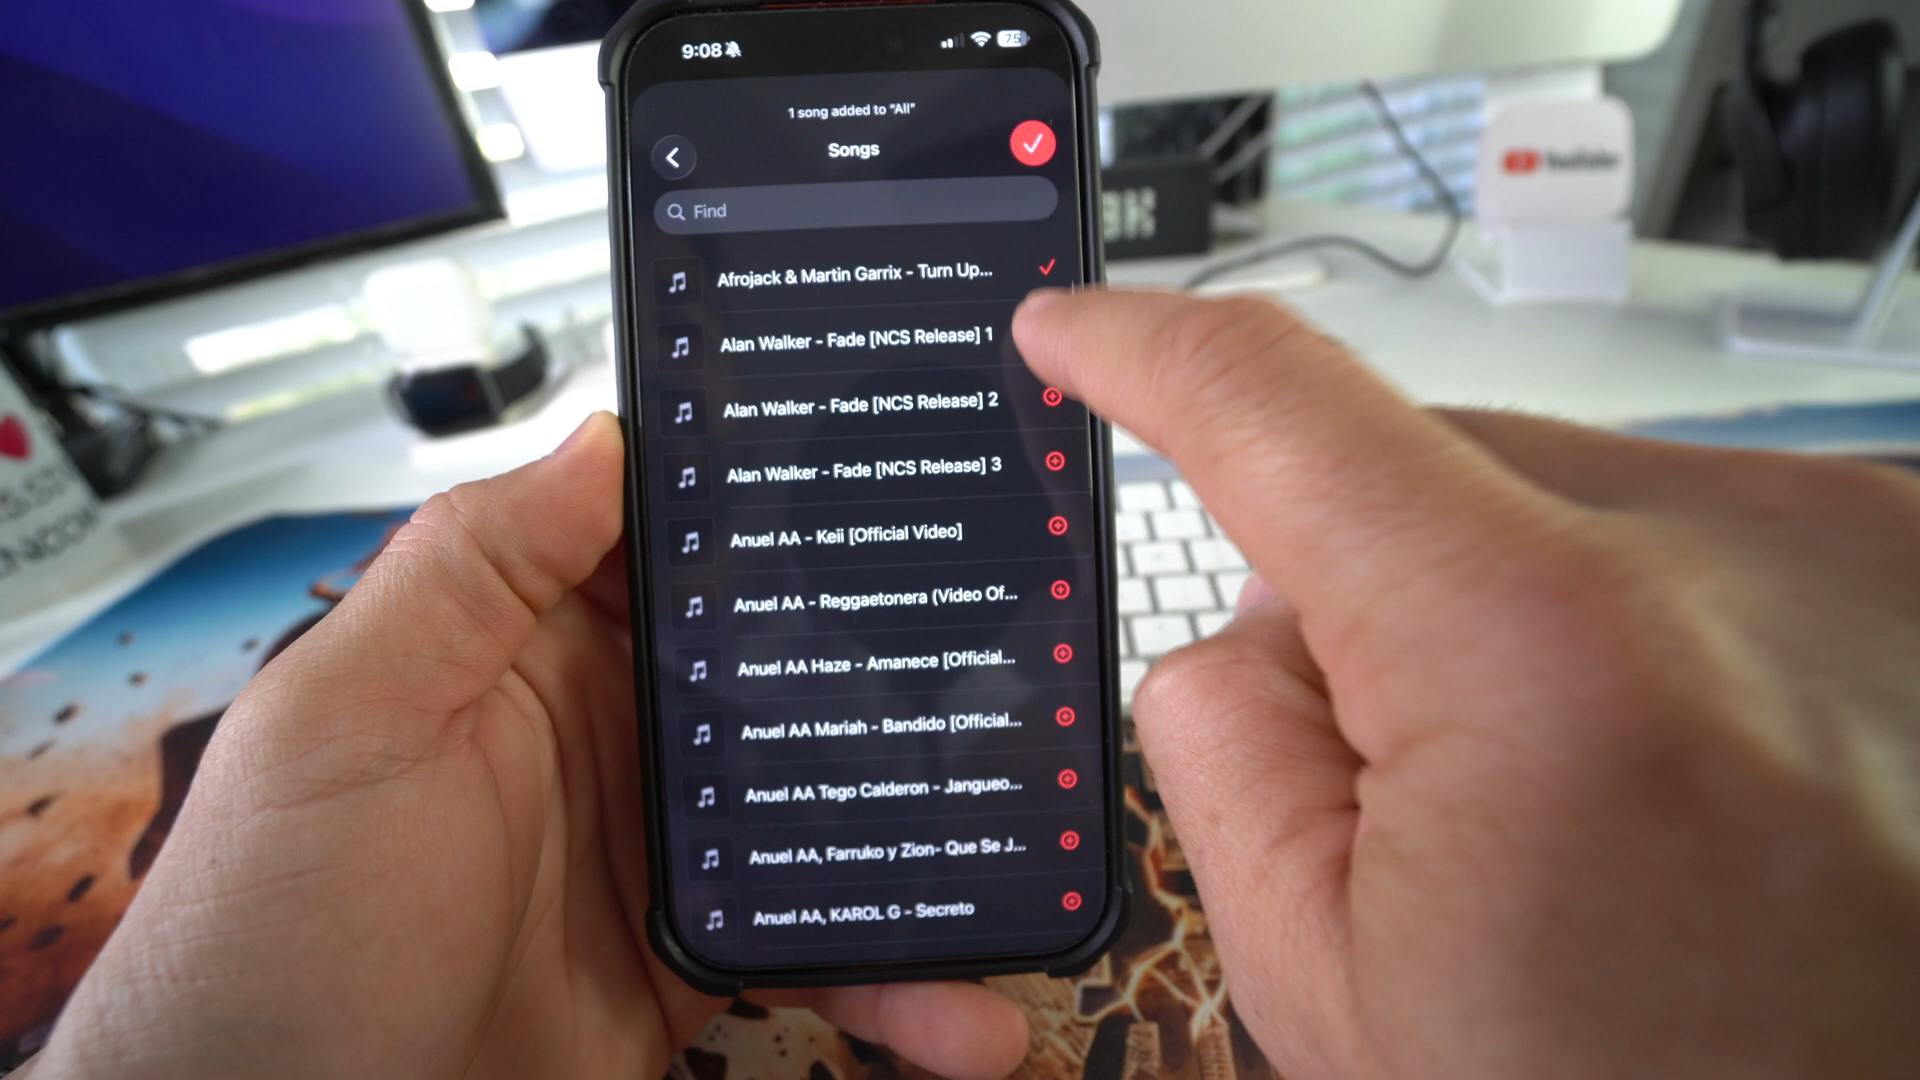 9:08
75
1 song added to "All"
Songs
Find
Afrojack & Martin Garrix - Turn Up...
Alan Walker - Fade [NCS Release] 1
Alan Walker - Fade [NCS Release] 2
Alan Walker - Fade [NCS Release] 3
Anuel AA - Keii [Official Video]
Anuel AA - Reggaetonera (Video Of...
Anuel AA Haze - Amanece [Official...
Anuel AA Mariah - Bandido [Official...
Anuel AA Tego Calderon - Jangueo...
Anuel AA, Farruko y Zion- Que Se J...
Anuel AA, KAROL G - Secreto
YouTube